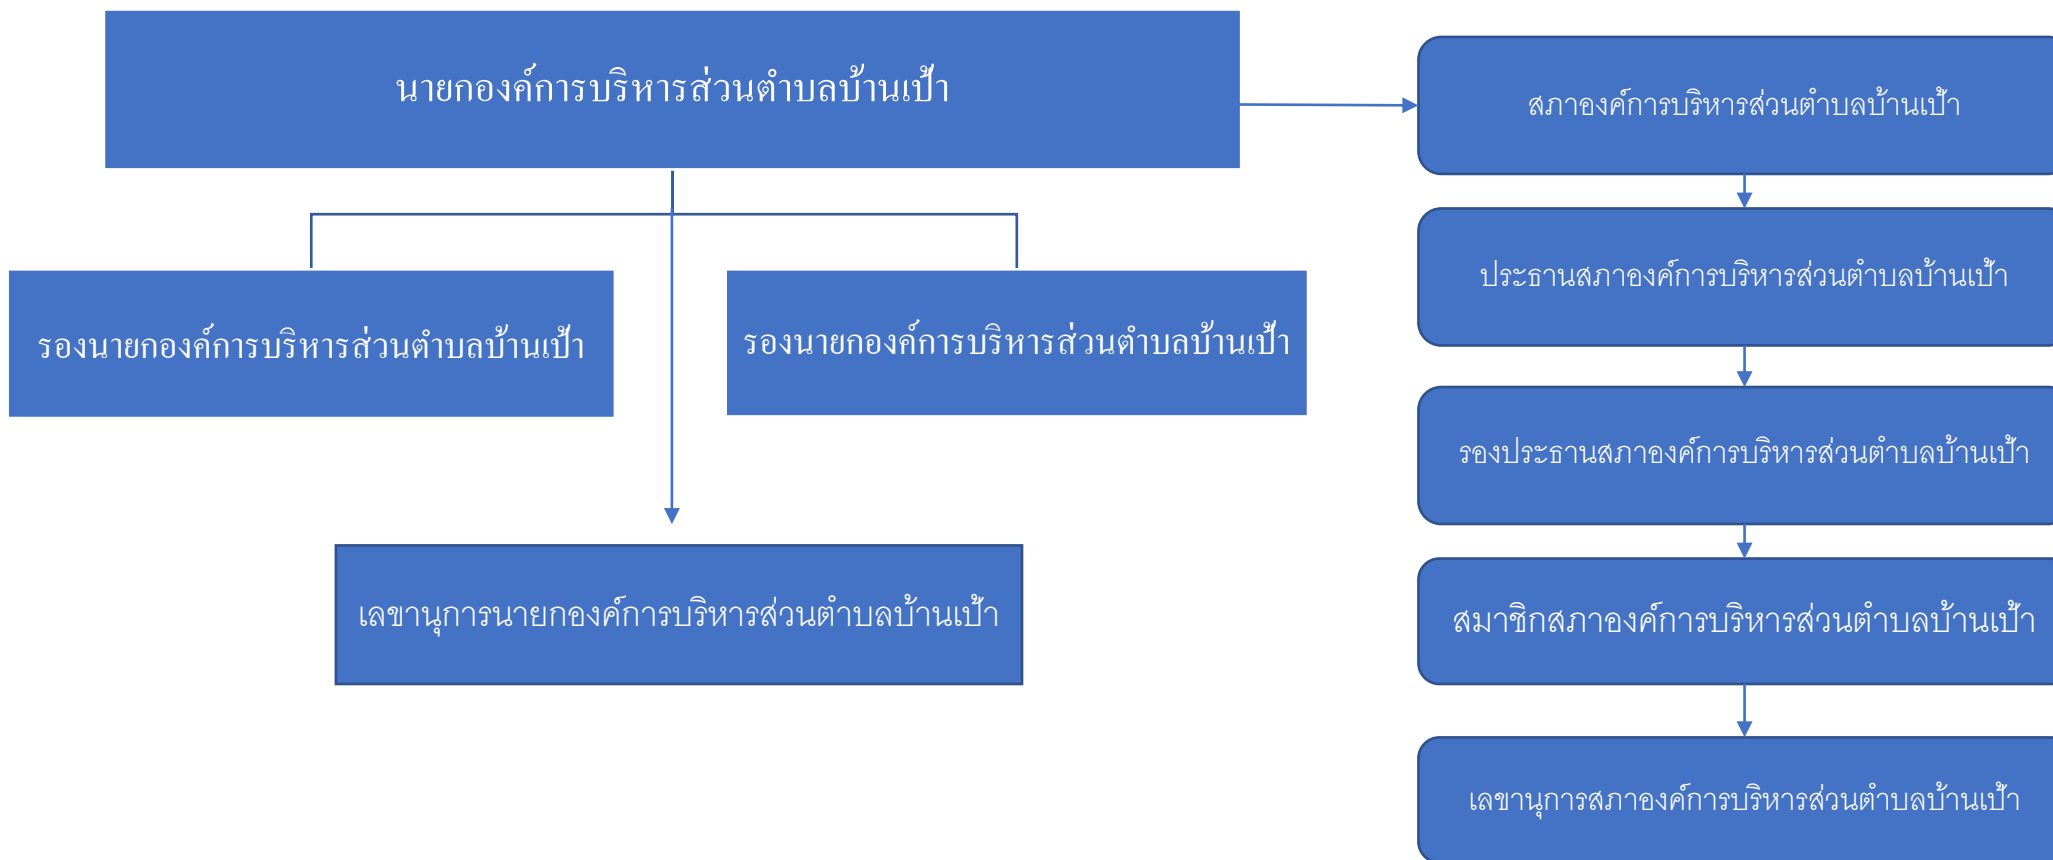 นายกองค์การบริหารส่วนตำบลบ้านเป้า
รองนายกองค์การบริหารส่วนตำบลบ้านเป้า
รองนายกองค์การบริหารส่วนตำบลบ้านเป้า
เลขานุการนายกองค์การบริหารส่วนตำบลบ้านเป้า
สภาองค์การบริหารส่วนตำบลบ้านเป้า
ประธานสภาองค์การบริหารส่วนตำบลบ้านเป้า
รองประธานสภาองค์การบริหารส่วนตำบลบ้านเป้า
สมาชิกสภาองค์การบริหารส่วนตำบลบ้านเป้า
เลขานุการสภาองค์การบริหารส่วนตำบลบ้านเป้า